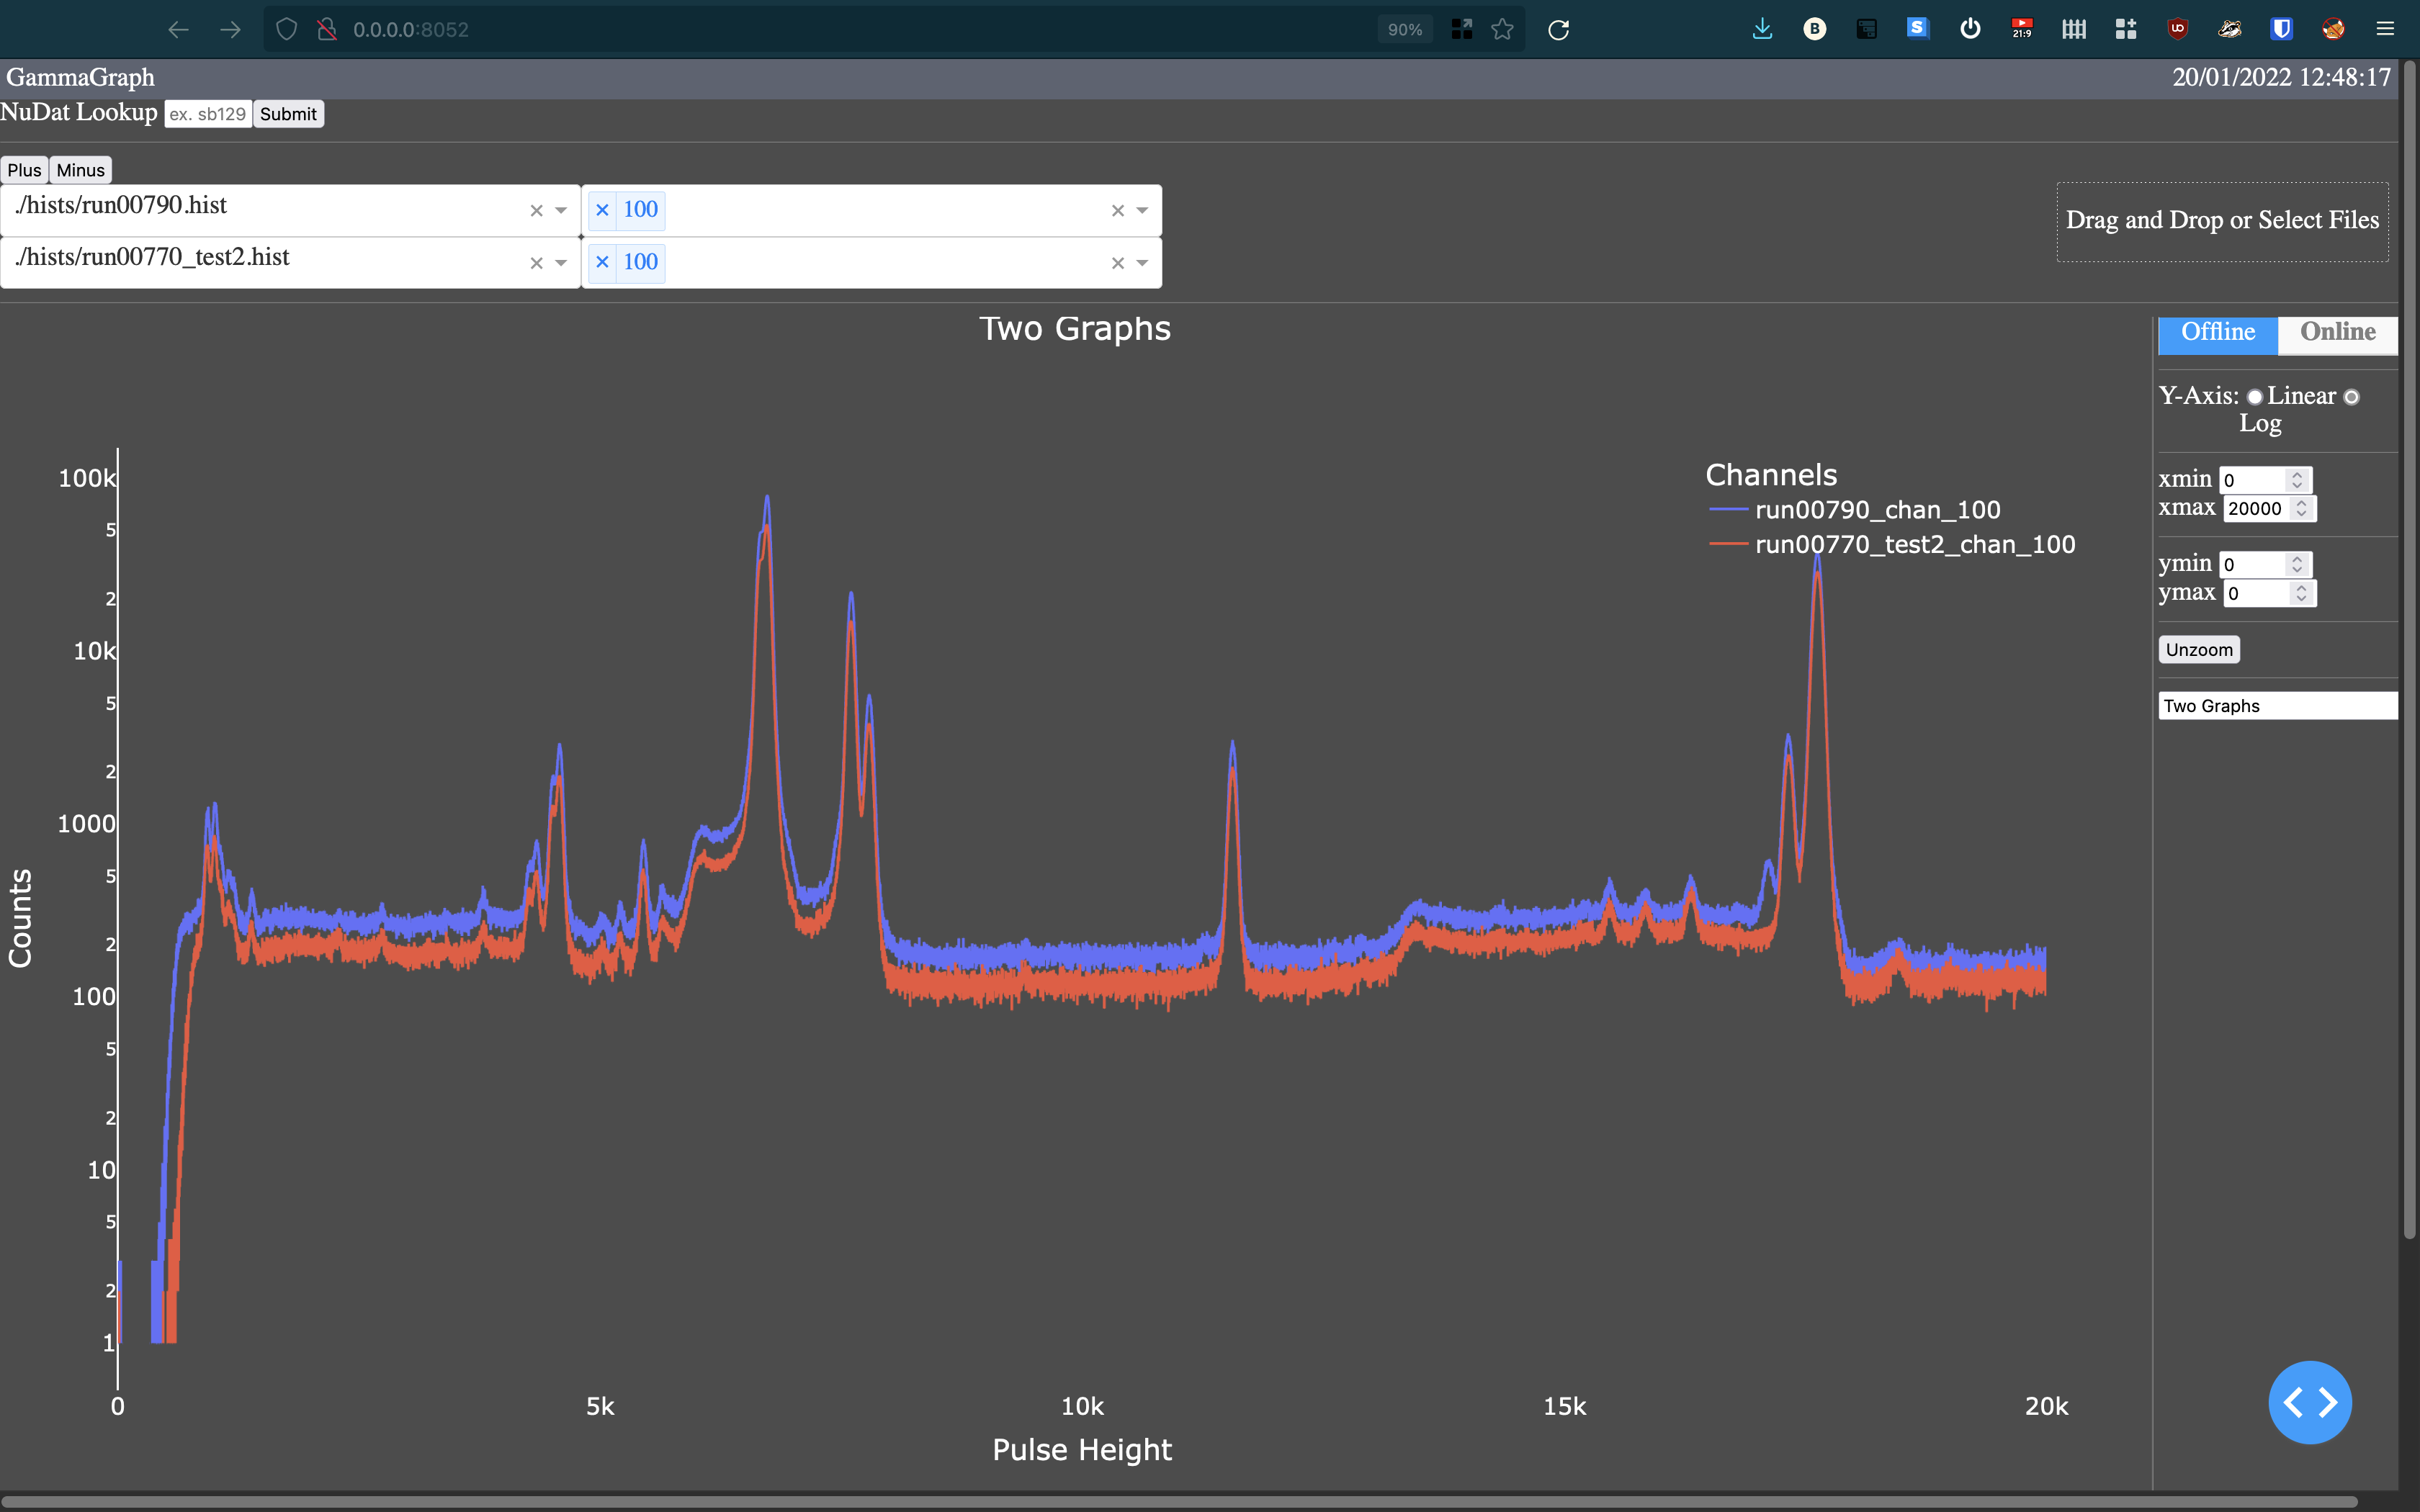 0.0.0.0:8052
90%
B
S
21:9
GammaGraph
20/01/2022 12:48:17
NuDat Lookup ex. sb129 Submit
Plus Minus
./hists/run00790.hist × × 100 ×
./hists/run00770_test2.hist × × 100 ×
Drag and Drop or Select Files
Two Graphs
Offline Online
Y-Axis: Linear
Log
xmin 0
xmax 20000
ymin 0
ymax 0
Unzoom
Two Graphs
Channels
run00790_chan_100
run00770_test2_chan_100
Counts
100k
5
2
10k
5
2
1000
5
2
100
5
2
10
5
2
1
0 5k 10k 15k 20k
Pulse Height